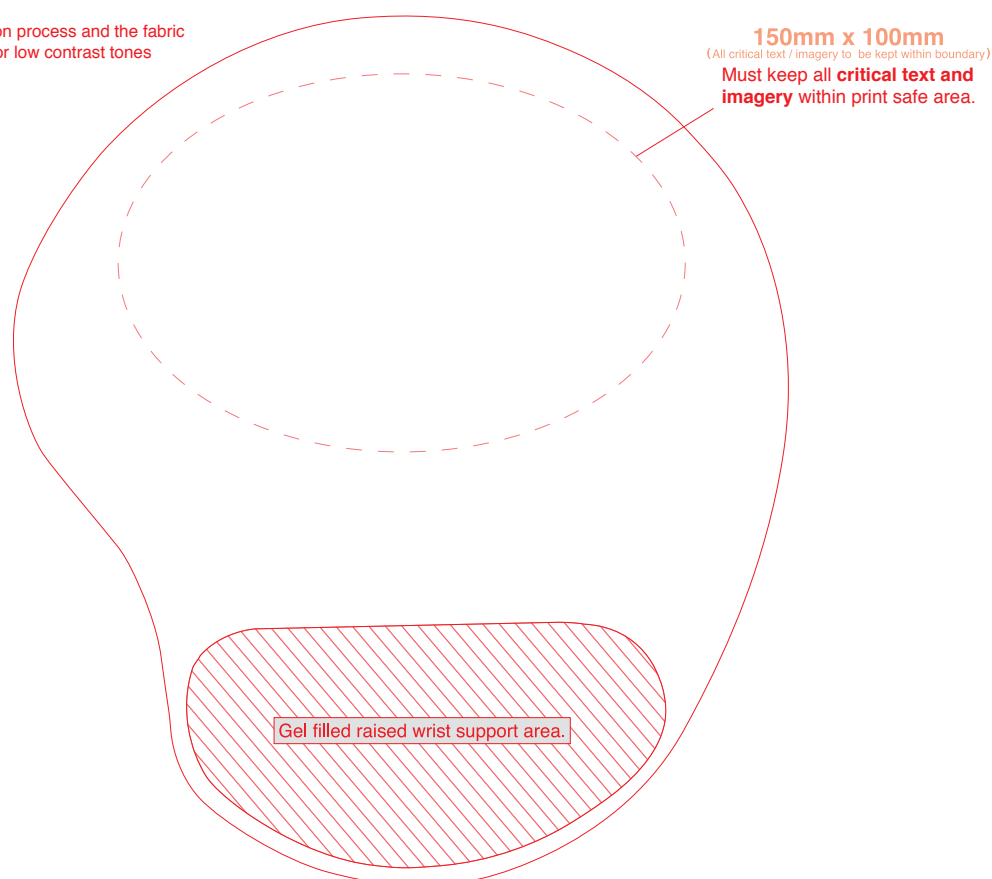 on process and the fabric
or low contrast tones
150mm x 100mm
(All critical text / imagery to be kept within boundary)
Must keep all critical text and
imagery within print safe area.
Gel filled raised wrist support area.